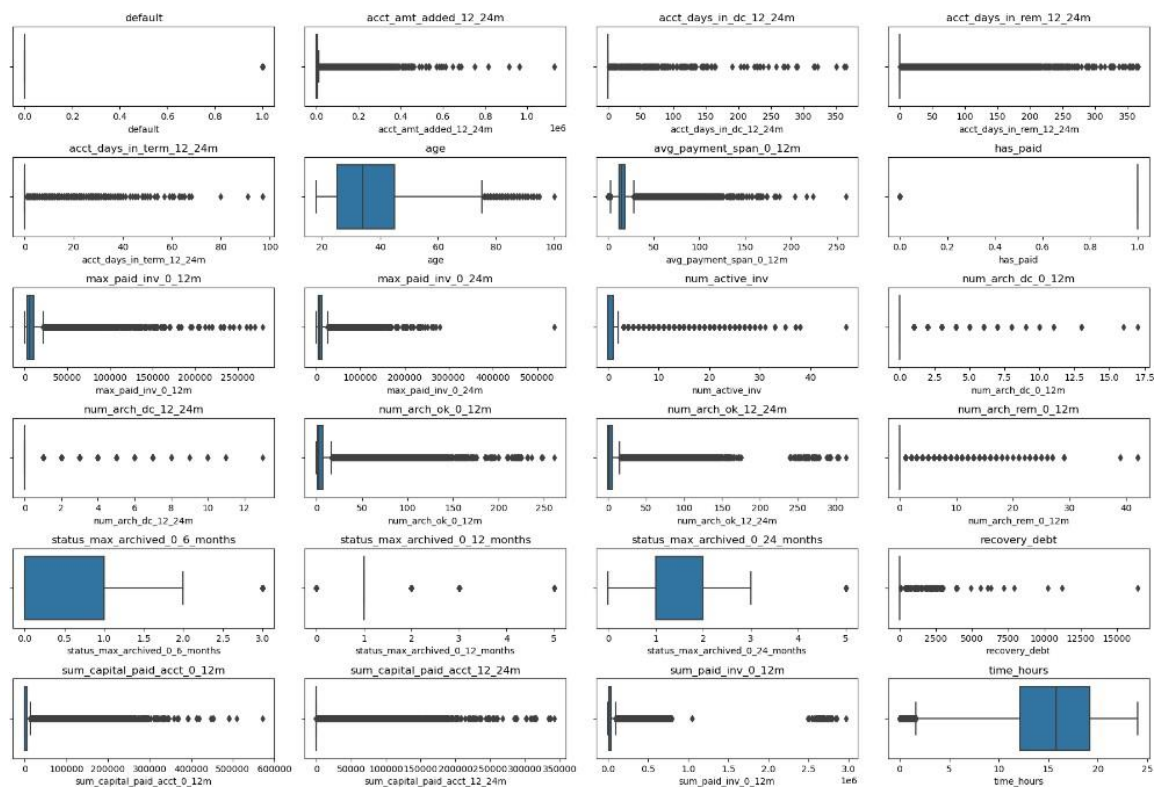 default acct_amt_added_12_24m acct_days_in_dc_12_24m acct_days_in_rem_12_24m
0.0 0.2 0.4 0.6 0.8 1.0 0.0 0.2 0.4 0.6 0.8 1.0 0 50 100 150 200 250 300 350 0 50 100 150 200 250 300 350
1e6
default acct_amt_added_12_24m acct_days_in_dc_12_24m acct_days_in_rem_12_24m
acct_days_in_term_12_24m age avg_payment_span_0_12m has_paid
0 20 40 60 80 100 20 40 60 80 100 0 50 100 150 200 250 0.0 0.2 0.4 0.6 0.8 1.0
acct_days_in_term_12_24m age avg_payment_span_0_12m has_paid
max_paid_inv_0_12m max_paid_inv_0_24m num_active_inv num_arch_dc_0_12m
0 50000 100000 150000 200000 250000 0 100000 200000 300000 400000 500000 0 10 20 30 40 0.0 2.5 5.0 7.5 10.0 12.5 15.0 17.5
max_paid_inv_0_12m max_paid_inv_0_24m num_active_inv num_arch_dc_0_12m
num_arch_dc_12_24m num_arch_ok_0_12m num_arch_ok_12_24m num_arch_rem_0_12m
0 2 4 6 8 10 12 0 50 100 150 200 250 0 50 100 150 200 250 300 0 10 20 30 40
num_arch_dc_12_24m num_arch_ok_0_12m num_arch_ok_12_24m num_arch_rem_0_12m
status_max_archived_0_6_months status_max_archived_0_12_months status_max_archived_0_24_months recovery_debt
0.0 0.5 1.0 1.5 2.0 2.5 3.0 0 1 2 3 4 5 0 1 2 3 4 5 0 2500 5000 7500 10000 12500 15000
status_max_archived_0_6_months status_max_archived_0_12_months status_max_archived_0_24_months recovery_debt
sum_capital_paid_acct_0_12m sum_capital_paid_acct_12_24m sum_paid_inv_0_12m time_hours
0 100000 200000 300000 400000 500000 600000 0 50000 100000 150000 200000 250000 300000 350000 0.0 0.5 1.0 1.5 2.0 2.5 3.0 0 5 10 15 20 25
1e6
sum_capital_paid_acct_0_12m sum_capital_paid_acct_12_24m sum_paid_inv_0_12m time_hours